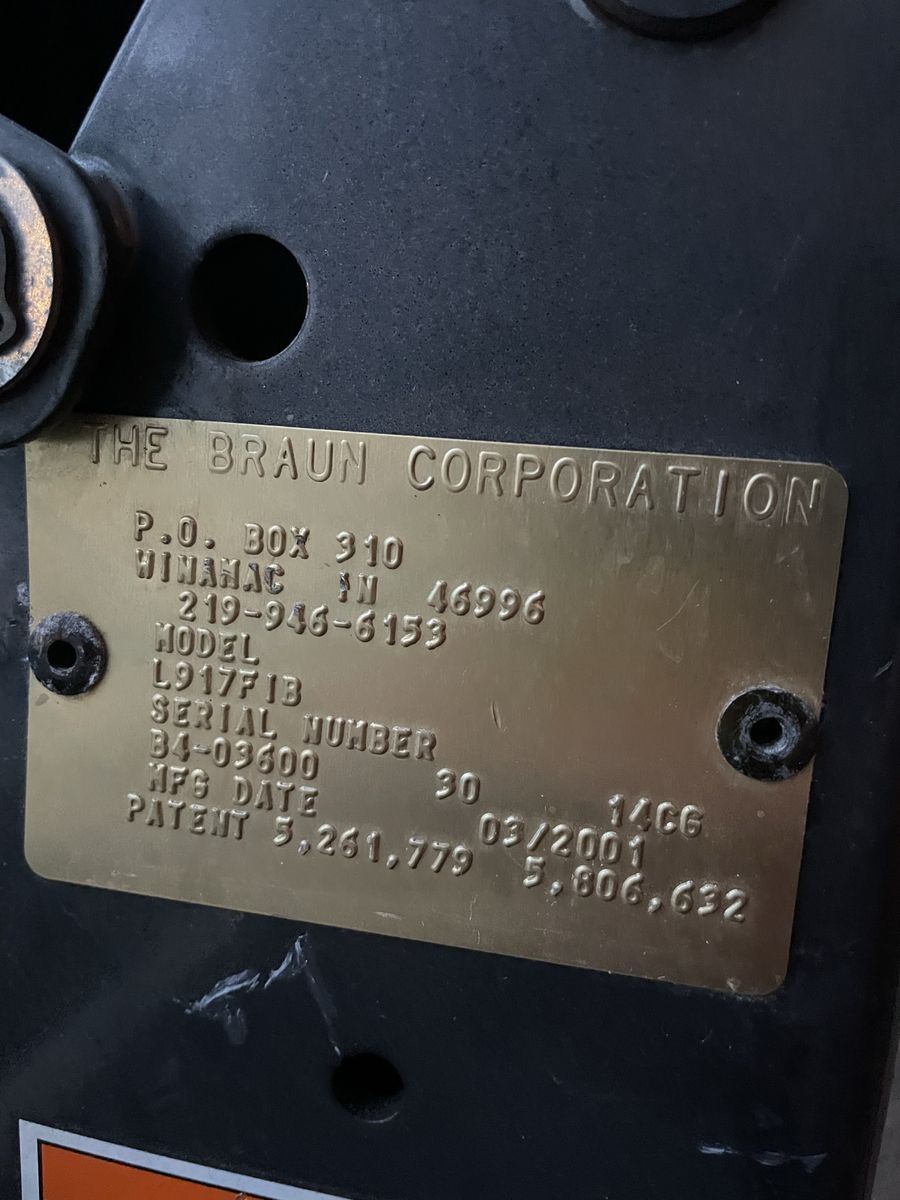 THE BRAUN CORPORATION
P.O. BOX 310
WINAMAC IN 46996
219-946-6153
MODEL
L917FIB
SERIAL NUMBER
B4-03600 30 14CG
MFG DATE 03/2001
PATENT 5,261,779 5,806,632